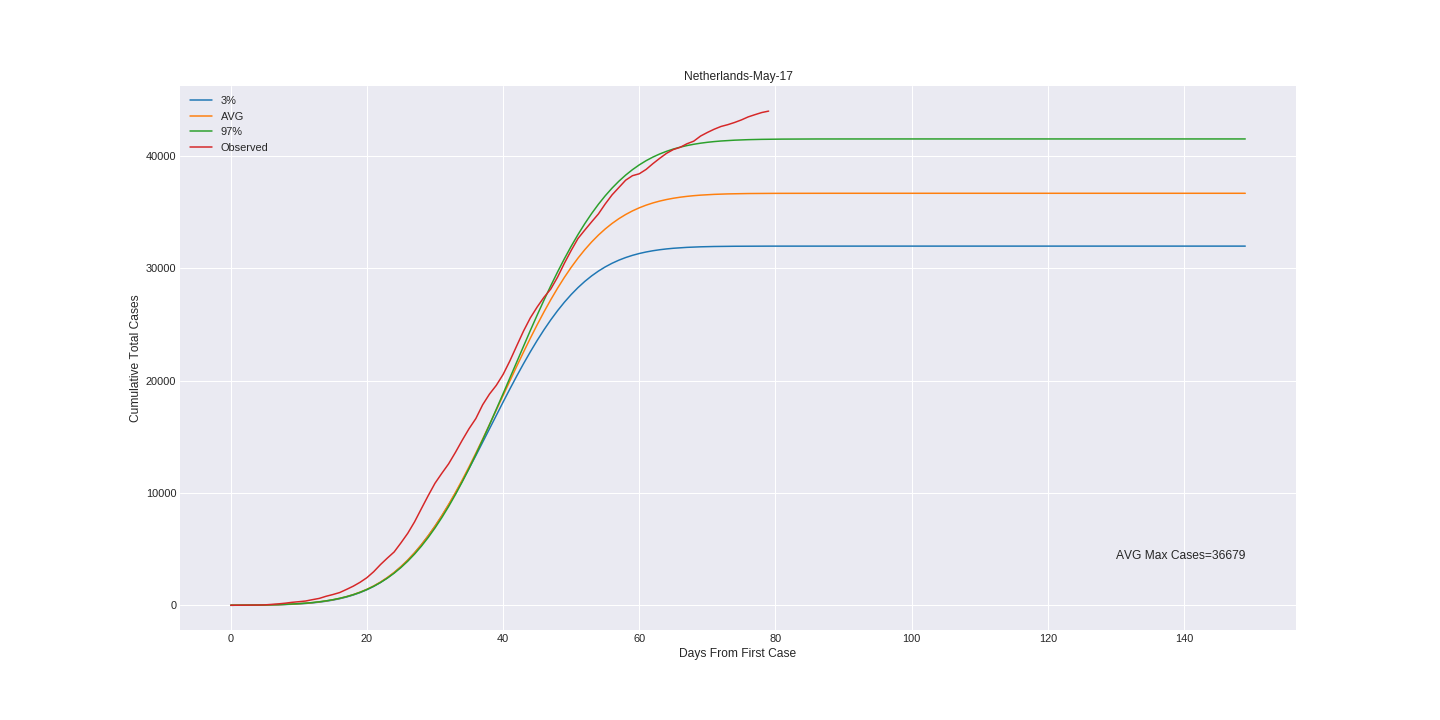 Netherlands-May-17
3%
AVG
97%
Observed
40000
30000
20000
10000
0
Cumulative Total Cases
AVG Max Cases=36679
0 20 40 60 80 100 120 140
Days From First Case